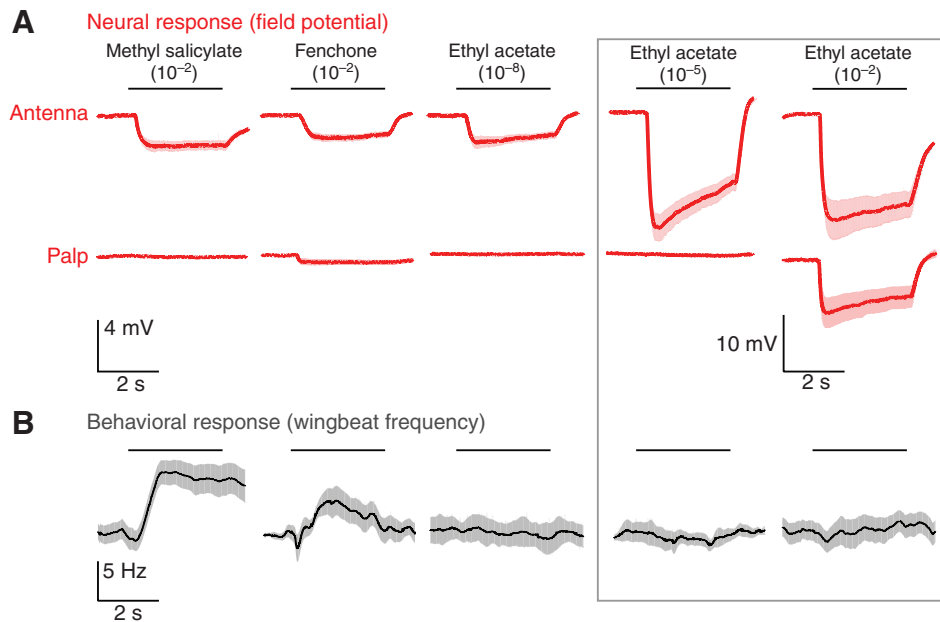 A
Neural response (field potential)
Methyl salicylate
(10⁻²)
Fenchone
(10⁻²)
Ethyl acetate
(10⁻⁸)
Ethyl acetate
(10⁻⁵)
Ethyl acetate
(10⁻²)
Antenna
Palp
4 mV
2 s
10 mV
2 s
B
Behavioral response (wingbeat frequency)
5 Hz
2 s